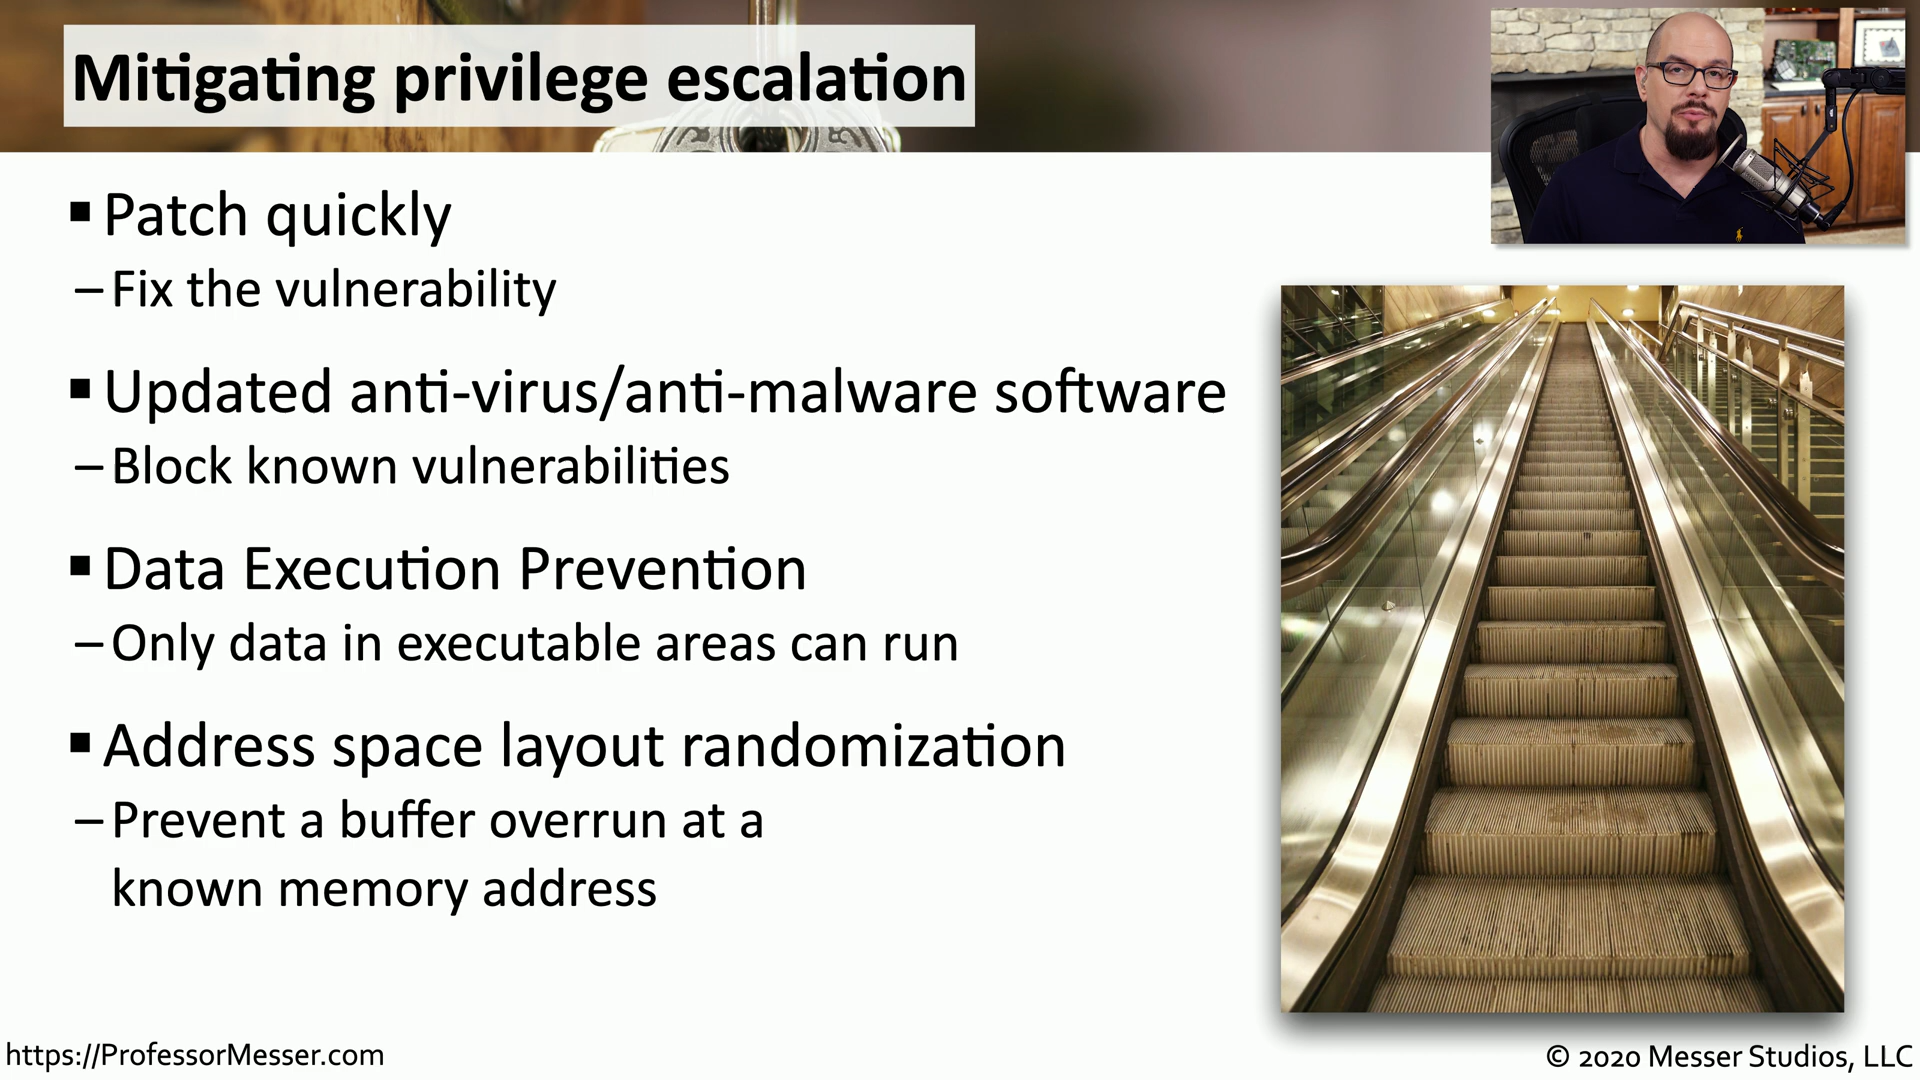 Mitigating privilege escalation
Patch quickly
– Fix the vulnerability
Updated anti-virus/anti-malware software
– Block known vulnerabilities
Data Execution Prevention
– Only data in executable areas can run
Address space layout randomization
– Prevent a buffer overrun at a
known memory address
https://ProfessorMesser.com
© 2020 Messer Studios, LLC